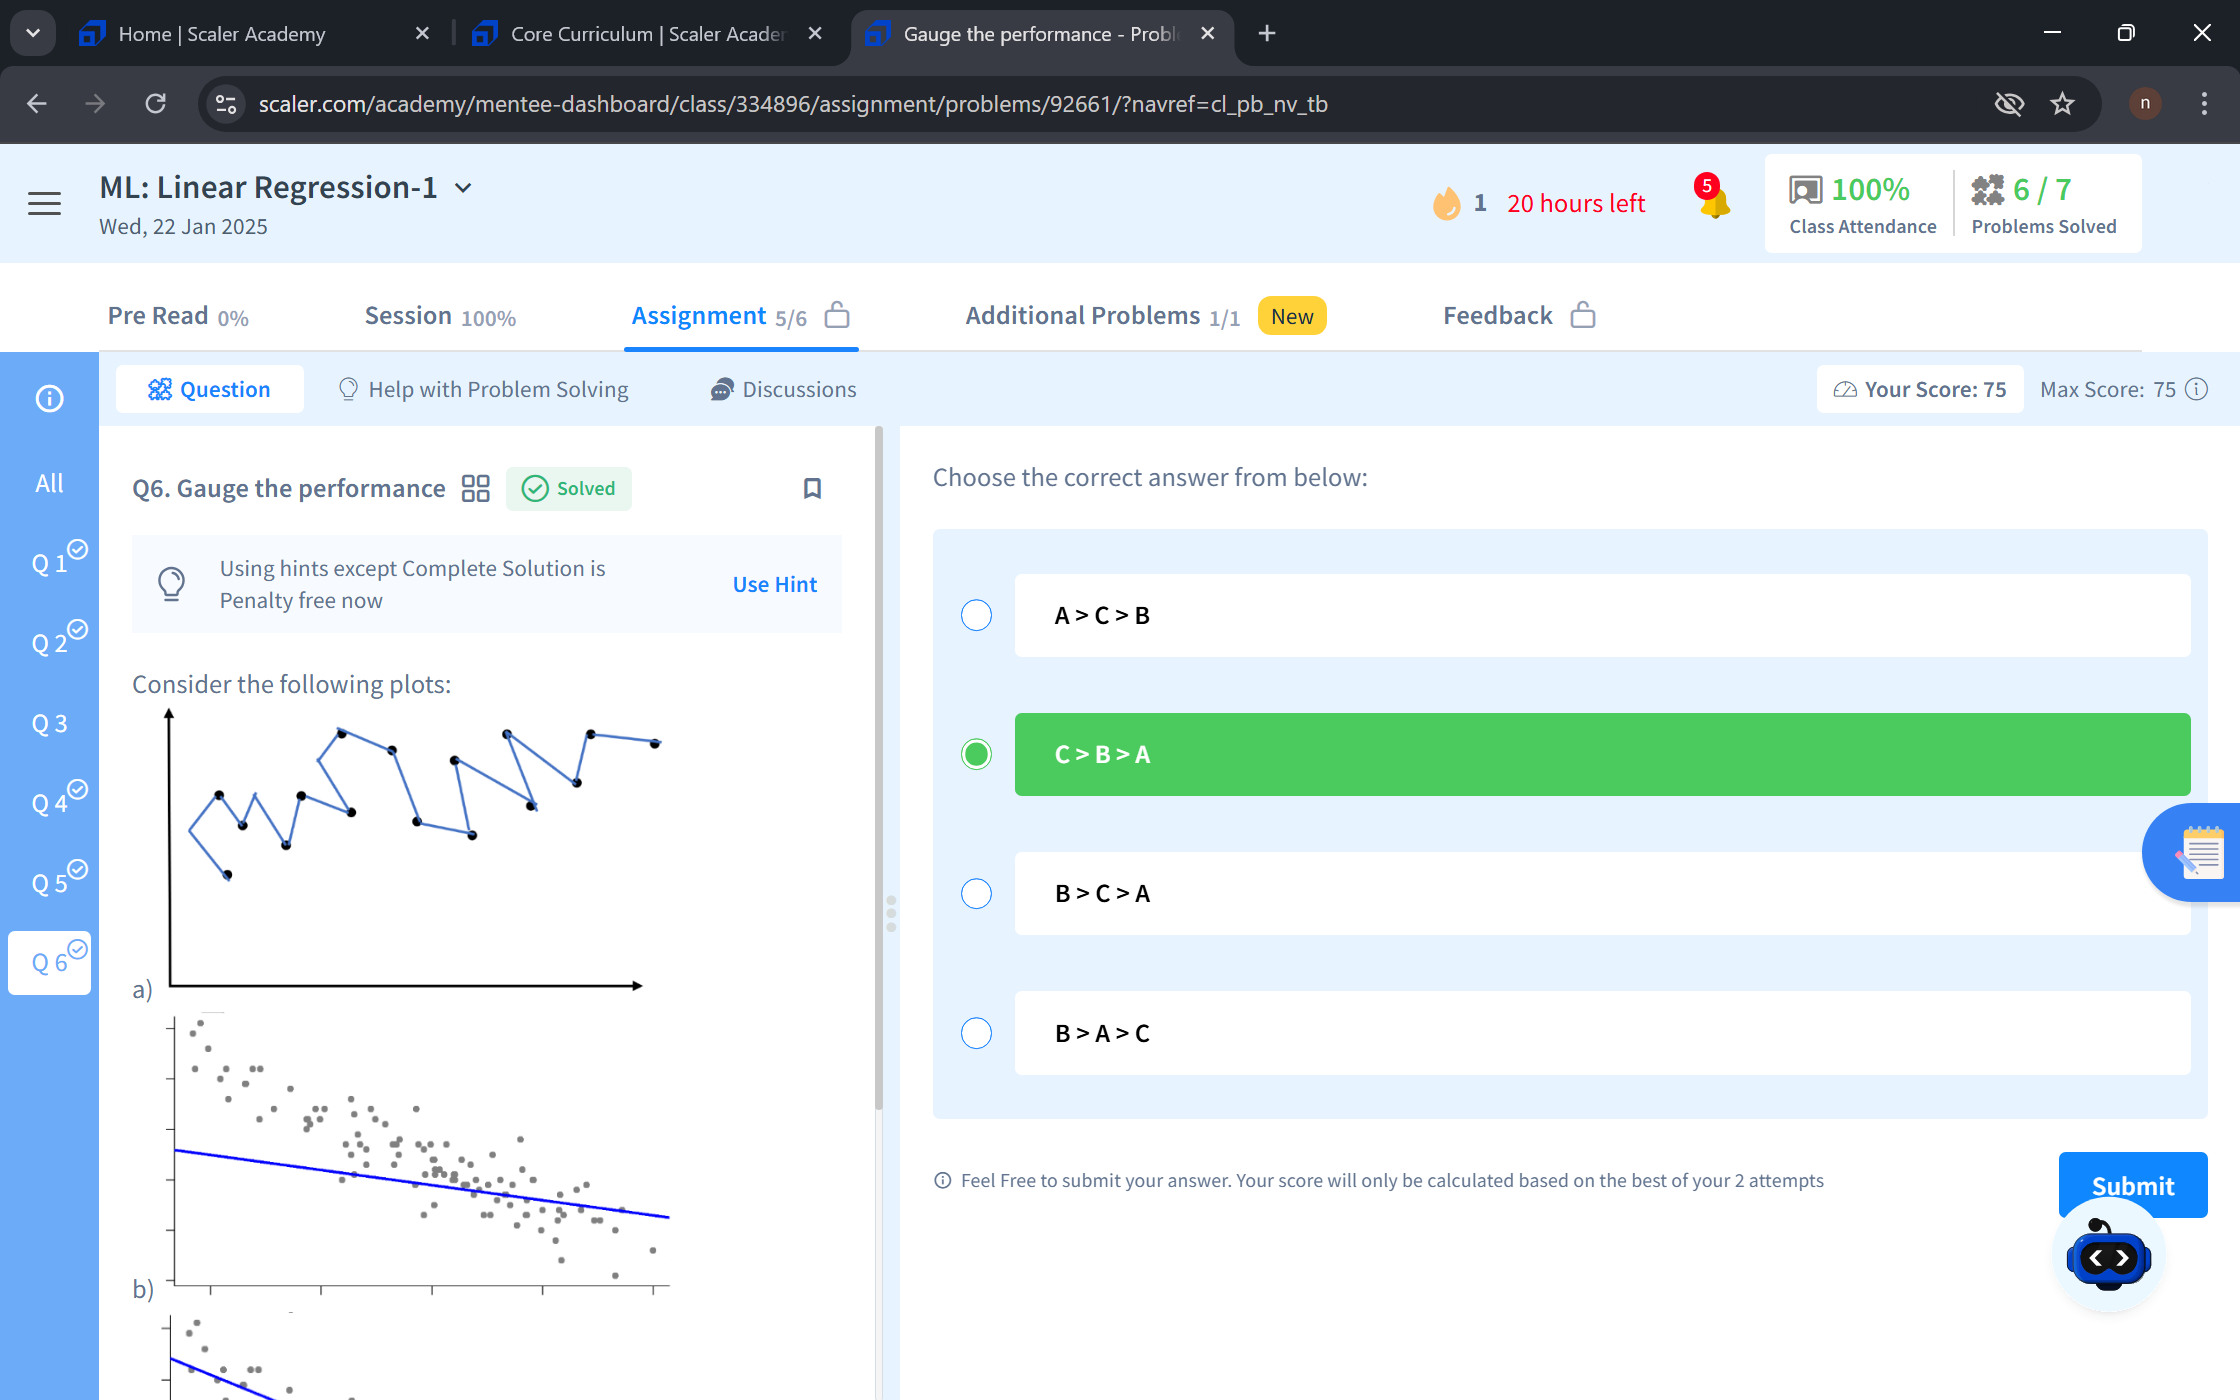 Home | Scaler Academy
Core Curriculum | Scaler Acader
Gauge the performance - Probl
scaler.com/academy/mentee-dashboard/class/334896/assignment/problems/92661/?navref=cl_pb_nv_tb
n
ML: Linear Regression-1
Wed, 22 Jan 2025
1
20 hours left
5
100%
Class Attendance
6 / 7
Problems Solved
Pre Read 0%
Session 100%
Assignment 5/6
Additional Problems 1/1 New
Feedback
Question
Help with Problem Solving
Discussions
Your Score: 75
Max Score: 75
All
Q 1
Q 2
Q 3
Q 4
Q 5
Q 6
Q6. Gauge the performance
Solved
Using hints except Complete Solution is
Penalty free now
Use Hint
Consider the following plots:
a)
b)
Choose the correct answer from below:
A > C > B
C > B > A
B > C > A
B > A > C
Feel Free to submit your answer. Your score will only be calculated based on the best of your 2 attempts
Submit